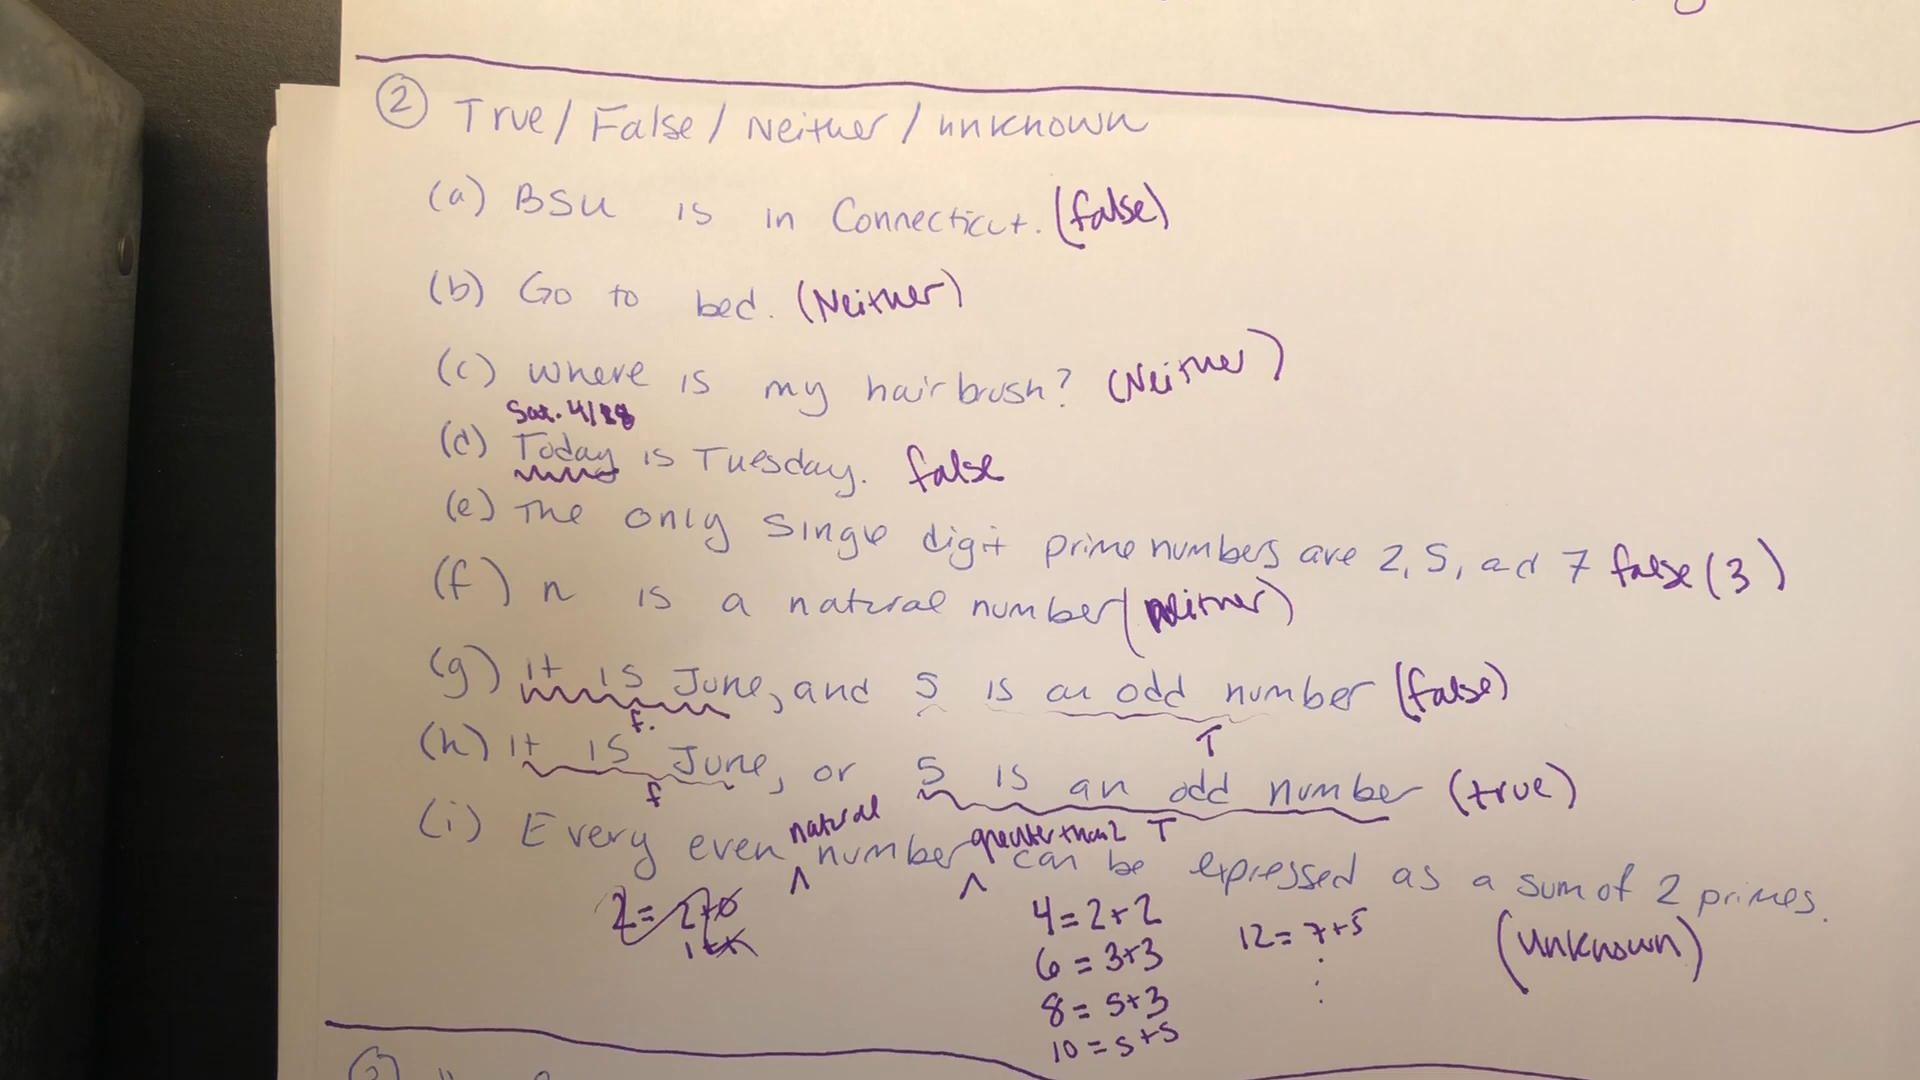 ② True / False / Neither / unknown
(a) BSU is in Connecticut. (false)
(b) Go to bed. (Neither)
(c) where is my hairbrush? (Neither)
Sat. 4/18
(d) Today is Tuesday. false
(e) The only single digit prime numbers are 2, 5, ad 7 false (3)
(f) n is a natural number (neither)
(g) it is June, and 5 is an odd number (false)
f. T
(h) it is June, or 5 is an odd number (true)
f T
natural greater than 2
(i) Every even ^ number ^ can be expressed as a sum of 2 primes.
2 = 2+0 4 = 2+2 12 = 7+5 (unknown)
1+1 6 = 3+3
8 = 5+3
10 = 5+5